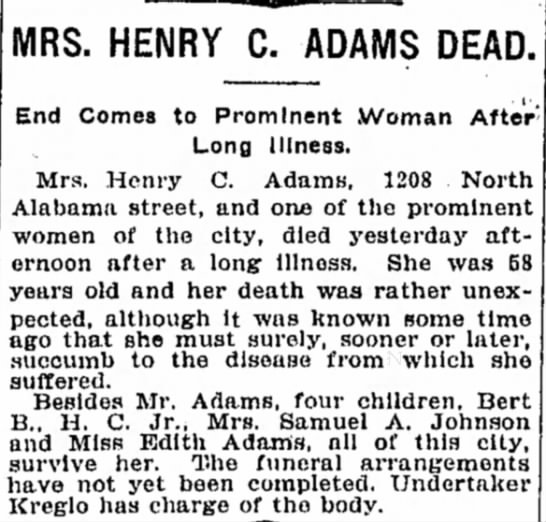 MRS. HENRY C. ADAMS DEAD.
End Comes to Prominent Woman After
Long Illness.
Mrs. Henry C. Adams, 1208 North
Alabama street, and one of the prominent
women of the city, died yesterday aft-
ernoon after a long illness. She was 58
years old and her death was rather unex-
pected, although it was known some time
ago that she must surely, sooner or later,
succumb to the disease from which she
suffered.
Besides Mr. Adams, four children, Bert
B., H. C. Jr., Mrs. Samuel A. Johnson
and Miss Edith Adams, all of this city,
survive her. The funeral arrangements
have not yet been completed. Undertaker
Kreglo has charge of the body.